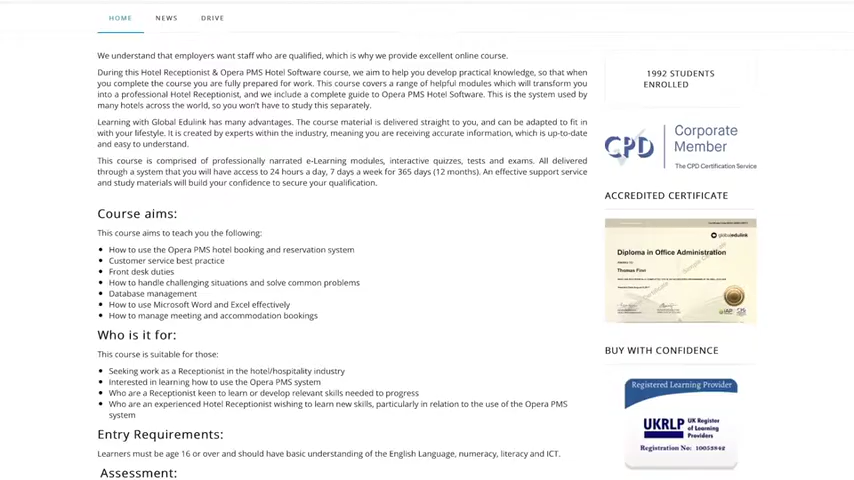 HOME NEWS DRIVE
We understand that employers want staff who are qualified, which is why we provide excellent online course.
During this Hotel Receptionist & Opera PMS Hotel Software course, we aim to help you develop practical knowledge, so that when
you complete the course you are fully prepared for work. This course covers a range of helpful modules which will transform you
into a professional Hotel Receptionist, and we include a complete guide to Opera PMS Hotel Software. This is the system used by
many hotels across the world, so you won't have to study this separately.
Learning with Global Edulink has many advantages. The course material is delivered straight to you, and can be adapted to fit in
with your lifestyle. It is created by experts within the industry, meaning you are receiving accurate information, which is up-to-date
and easy to understand.
This course is comprised of professionally narrated e-Learning modules, interactive quizzes, tests and exams. All delivered
through a system that you will have access to 24 hours a day, 7 days a week for 365 days (12 months). An effective support service
and study materials will build your confidence to secure your qualification.
Course aims:
This course aims to teach you the following:
How to use the Opera PMS hotel booking and reservation system
Customer service best practice
Front desk duties
How to handle challenging situations and solve common problems
Database management
How to use Microsoft Word and Excel effectively
How to manage meeting and accommodation bookings
Who is it for:
This course is suitable for those:
Seeking work as a Receptionist in the hotel/hospitality industry
Interested in learning how to use the Opera PMS system
Who are a Receptionist keen to learn or develop relevant skills needed to progress
Who are an experienced Hotel Receptionist wishing to learn new skills, particularly in relation to the use of the Opera PMS
system
Entry Requirements:
Learners must be age 16 or over and should have basic understanding of the English Language, numeracy, literacy and ICT.
Assessment:
1992 STUDENTS
ENROLLED
CPD
Corporate
Member
The CPD Certification Service
ACCREDITED CERTIFICATE
globaledulink
Diploma in Office Administration
Thomas Finn
BUY WITH CONFIDENCE
Registered Learning Provider
UKRLP
UK Register
of Learning
Providers
Registration No: 10053842